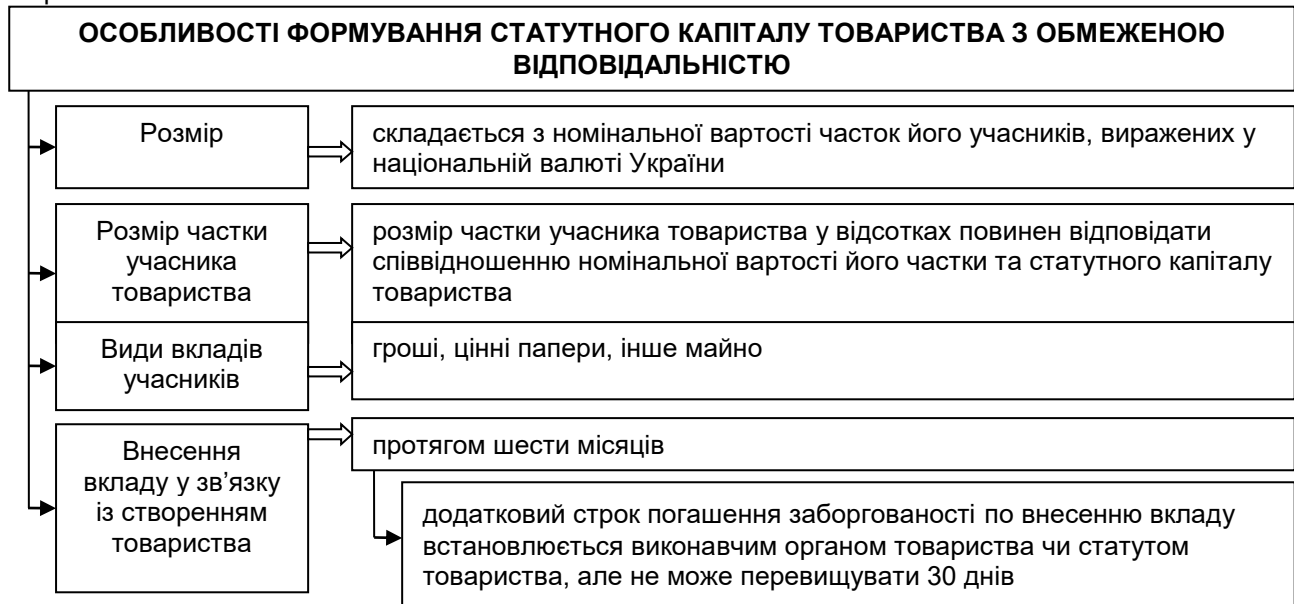 ОСОБЛИВОСТІ ФОРМУВАННЯ СТАТУТНОГО КАПІТАЛУ ТОВАРИСТВА З ОБМЕЖЕНОЮ
ВІДПОВІДАЛЬНІСТЮ
Розмір
складається з номінальної вартості часток його учасників, виражених у
національній валюті України
Розмір частки
учасника
товариства
розмір частки учасника товариства у відсотках повинен відповідати
співвідношенню номінальної вартості його частки та статутного капіталу
товариства
Види вкладів
учасників
гроші, цінні папери, інше майно
Внесення
вкладу у зв’язку
із створенням
товариства
протягом шести місяців
додатковий строк погашення заборгованості по внесенню вкладу
встановлюється виконавчим органом товариства чи статутом
товариства, але не може перевищувати 30 днів